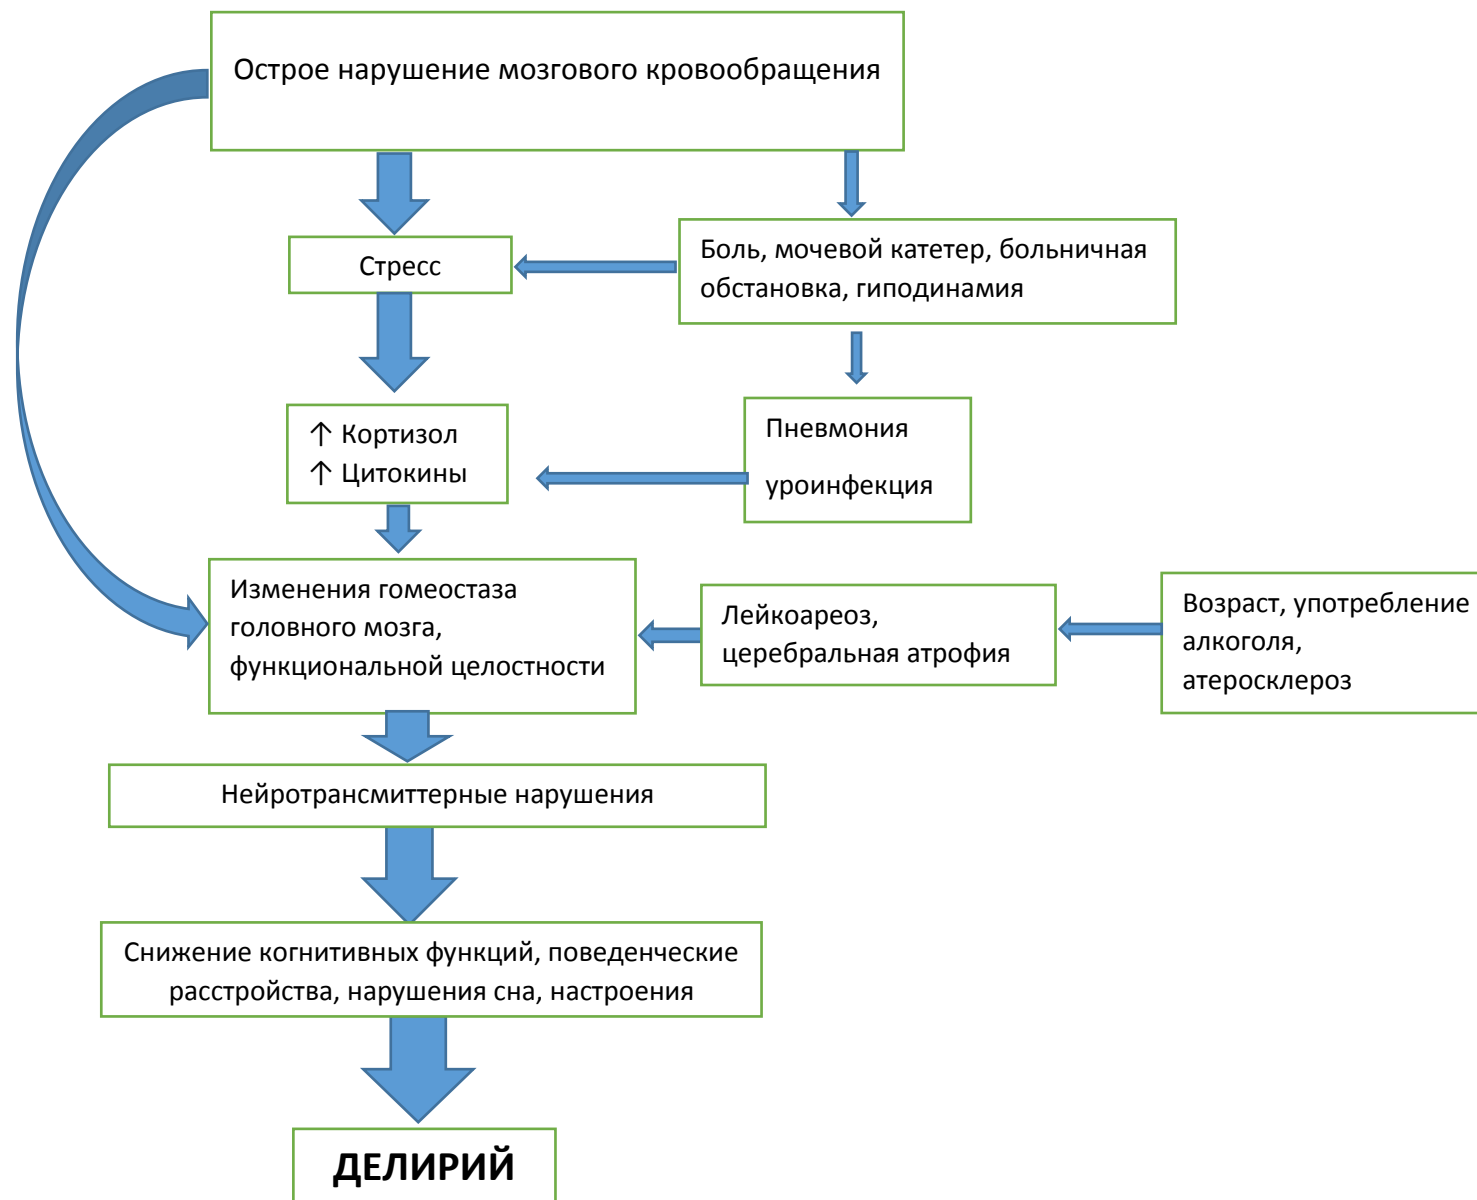 Острое нарушение мозгового кровообращения
Стресс
Боль, мочевой катетер, больничная
обстановка, гиподинамия
↑ Кортизол
↑ Цитокины
Пневмония
уроинфекция
Изменения гомеостаза
головного мозга,
функциональной целостности
Лейкоареоз,
церебральная атрофия
Возраст, употребление
алкоголя,
атеросклероз
Нейротрансмиттерные нарушения
Снижение когнитивных функций, поведенческие
расстройства, нарушения сна, настроения
ДЕЛИРИЙ